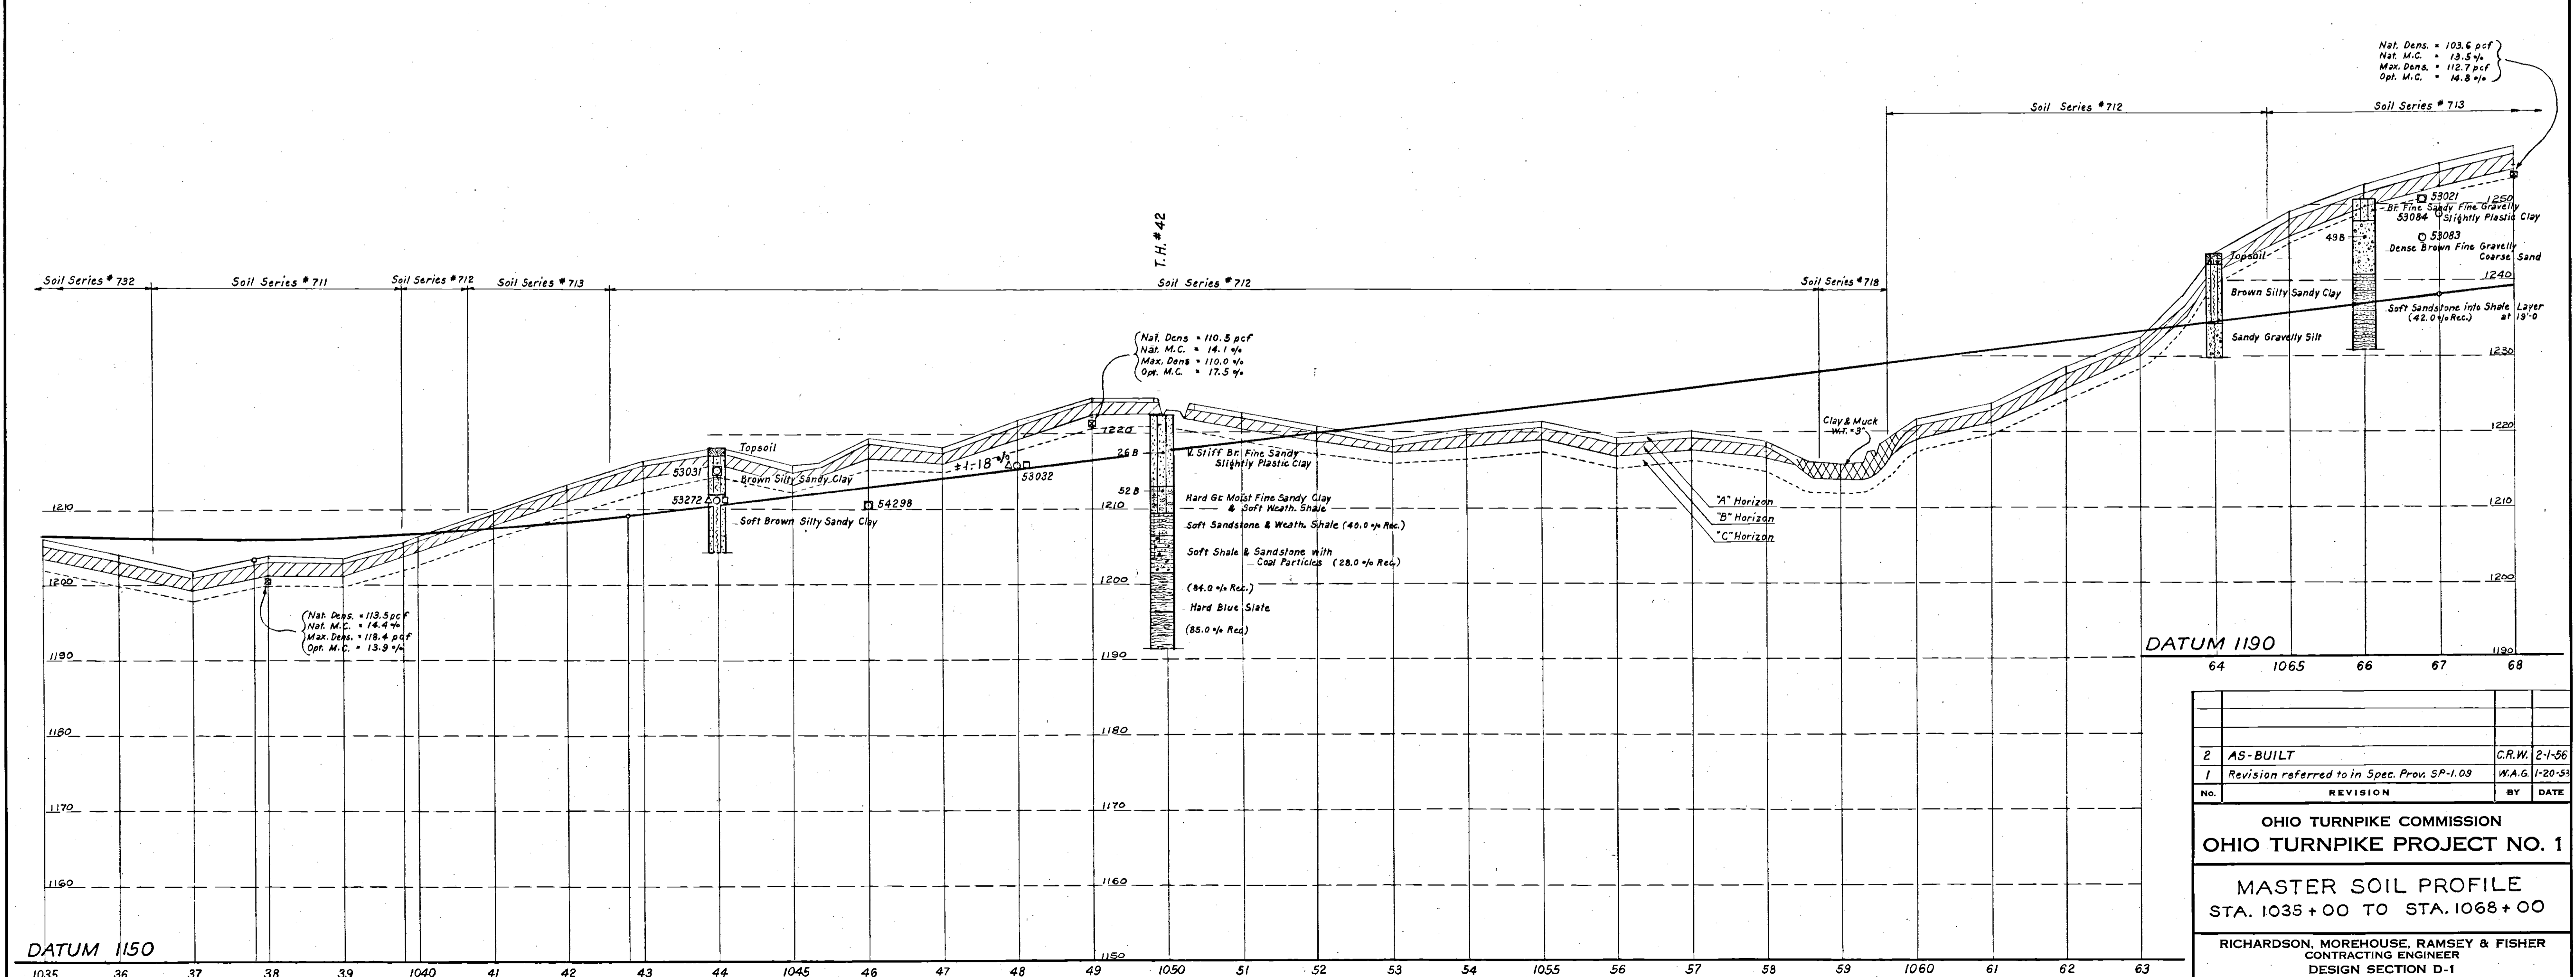 Nat. Dens. = 103.6 pcf
Nat. M.C. = 13.5 %
Max. Dens. = 112.7 pcf
Opt. M.C. = 14.8 %
Soil Series #712
Soil Series #713
T.H. #42
Soil Series #732
Soil Series #711
Soil Series #712
Soil Series #713
Soil Series #712
Soil Series #718
53021
1250
Br. Fine Sandy Fine Gravelly
53084 Slightly Plastic Clay
49B
53083
Dense Brown Fine Gravelly
Coarse Sand
1240
Topsoil
Brown Silty Sandy Clay
Soft Sandstone into Shale Layer
(42.0 % Rec.) at 19'-0
Sandy Gravelly Silt
1230
Nat. Dens = 110.5 pcf
Nat. M.C. = 14.1 %
Max. Dens = 110.0 pcf
Opt. M.C. = 17.5 %
Clay & Muck
W.T. = 3"
1220
1220
Topsoil
53031
Brown Silty Sandy Clay
+1.18 %
53032
26B
V. Stiff Br. Fine Sandy
Slightly Plastic Clay
53272
54298
Soft Brown Silty Sandy Clay
52B
Hard Gr. Moist Fine Sandy Clay
& Soft Weath. Shale
1210
1210
1210
Soft Sandstone & Weath. Shale (40.0 % Rec.)
Soft Shale & Sandstone with
Coal Particles (28.0 % Rec.)
"A" Horizon
"B" Horizon
"C" Horizon
1200
1200
1200
(84.0 % Rec.)
Hard Blue Slate
(85.0 % Rec.)
Nat. Dens. = 113.5 pcf
Nat. M.C. = 14.4 %
Max. Dens. = 118.4 pcf
Opt. M.C. = 13.9 %
1190
1190
DATUM 1190
1190
64 1065 66 67 68
1180
1180
1170
1170
1160
1160
DATUM 1150
1150
1035 36 37 38 39 1040 41 42 43 44 1045 46 47 48 49 1050 51 52 53 54 1055 56 57 58 59 1060 61 62 63
2 AS-BUILT C.R.W. 2-1-56
1 Revision referred to in Spec. Prov. SP-1.09 W.A.G. 1-20-53
No. REVISION BY DATE
OHIO TURNPIKE COMMISSION
OHIO TURNPIKE PROJECT NO. 1
MASTER SOIL PROFILE
STA. 1035+00 TO STA. 1068+00
RICHARDSON, MOREHOUSE, RAMSEY & FISHER
CONTRACTING ENGINEER
DESIGN SECTION D-1